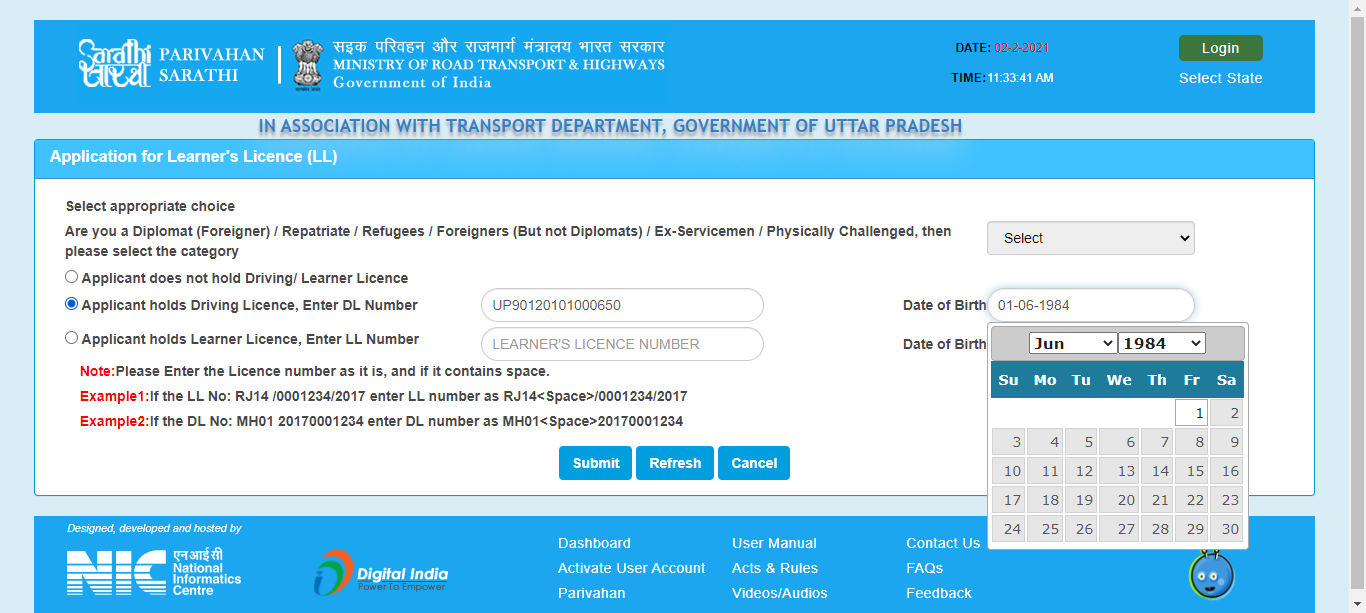 Sarathi
सारथी
PARIVAHAN
SARATHI
सड़क परिवहन और राजमार्ग मंत्रालय भारत सरकार
MINISTRY OF ROAD TRANSPORT & HIGHWAYS
Government of India
DATE: 02-2-2021
TIME:11:33:41 AM
Login
Select State
IN ASSOCIATION WITH TRANSPORT DEPARTMENT, GOVERNMENT OF UTTAR PRADESH
Application for Learner's Licence (LL)
Select appropriate choice
Are you a Diplomat (Foreigner) / Repatriate / Refugees / Foreigners (But not Diplomats) / Ex-Servicemen / Physically Challenged, then
please select the category
Select
Applicant does not hold Driving/ Learner Licence
Applicant holds Driving Licence, Enter DL Number UP90120101000650 Date of Birth 01-06-1984
Applicant holds Learner Licence, Enter LL Number LEARNER'S LICENCE NUMBER Date of Birth
Note:Please Enter the Licence number as it is, and if it contains space.
Example1:If the LL No: RJ14 /0001234/2017 enter LL number as RJ14<Space>/0001234/2017
Example2:If the DL No: MH01 20170001234 enter DL number as MH01<Space>20170001234
Submit Refresh Cancel
Jun 1984
Su Mo Tu We Th Fr Sa
1 2
3 4 5 6 7 8 9
10 11 12 13 14 15 16
17 18 19 20 21 22 23
24 25 26 27 28 29 30
Designed, developed and hosted by
NIC
एनआईसी
National
Informatics
Centre
Digital India
Power To Empower
Dashboard
Activate User Account
Parivahan
User Manual
Acts & Rules
Videos/Audios
Contact Us
FAQs
Feedback